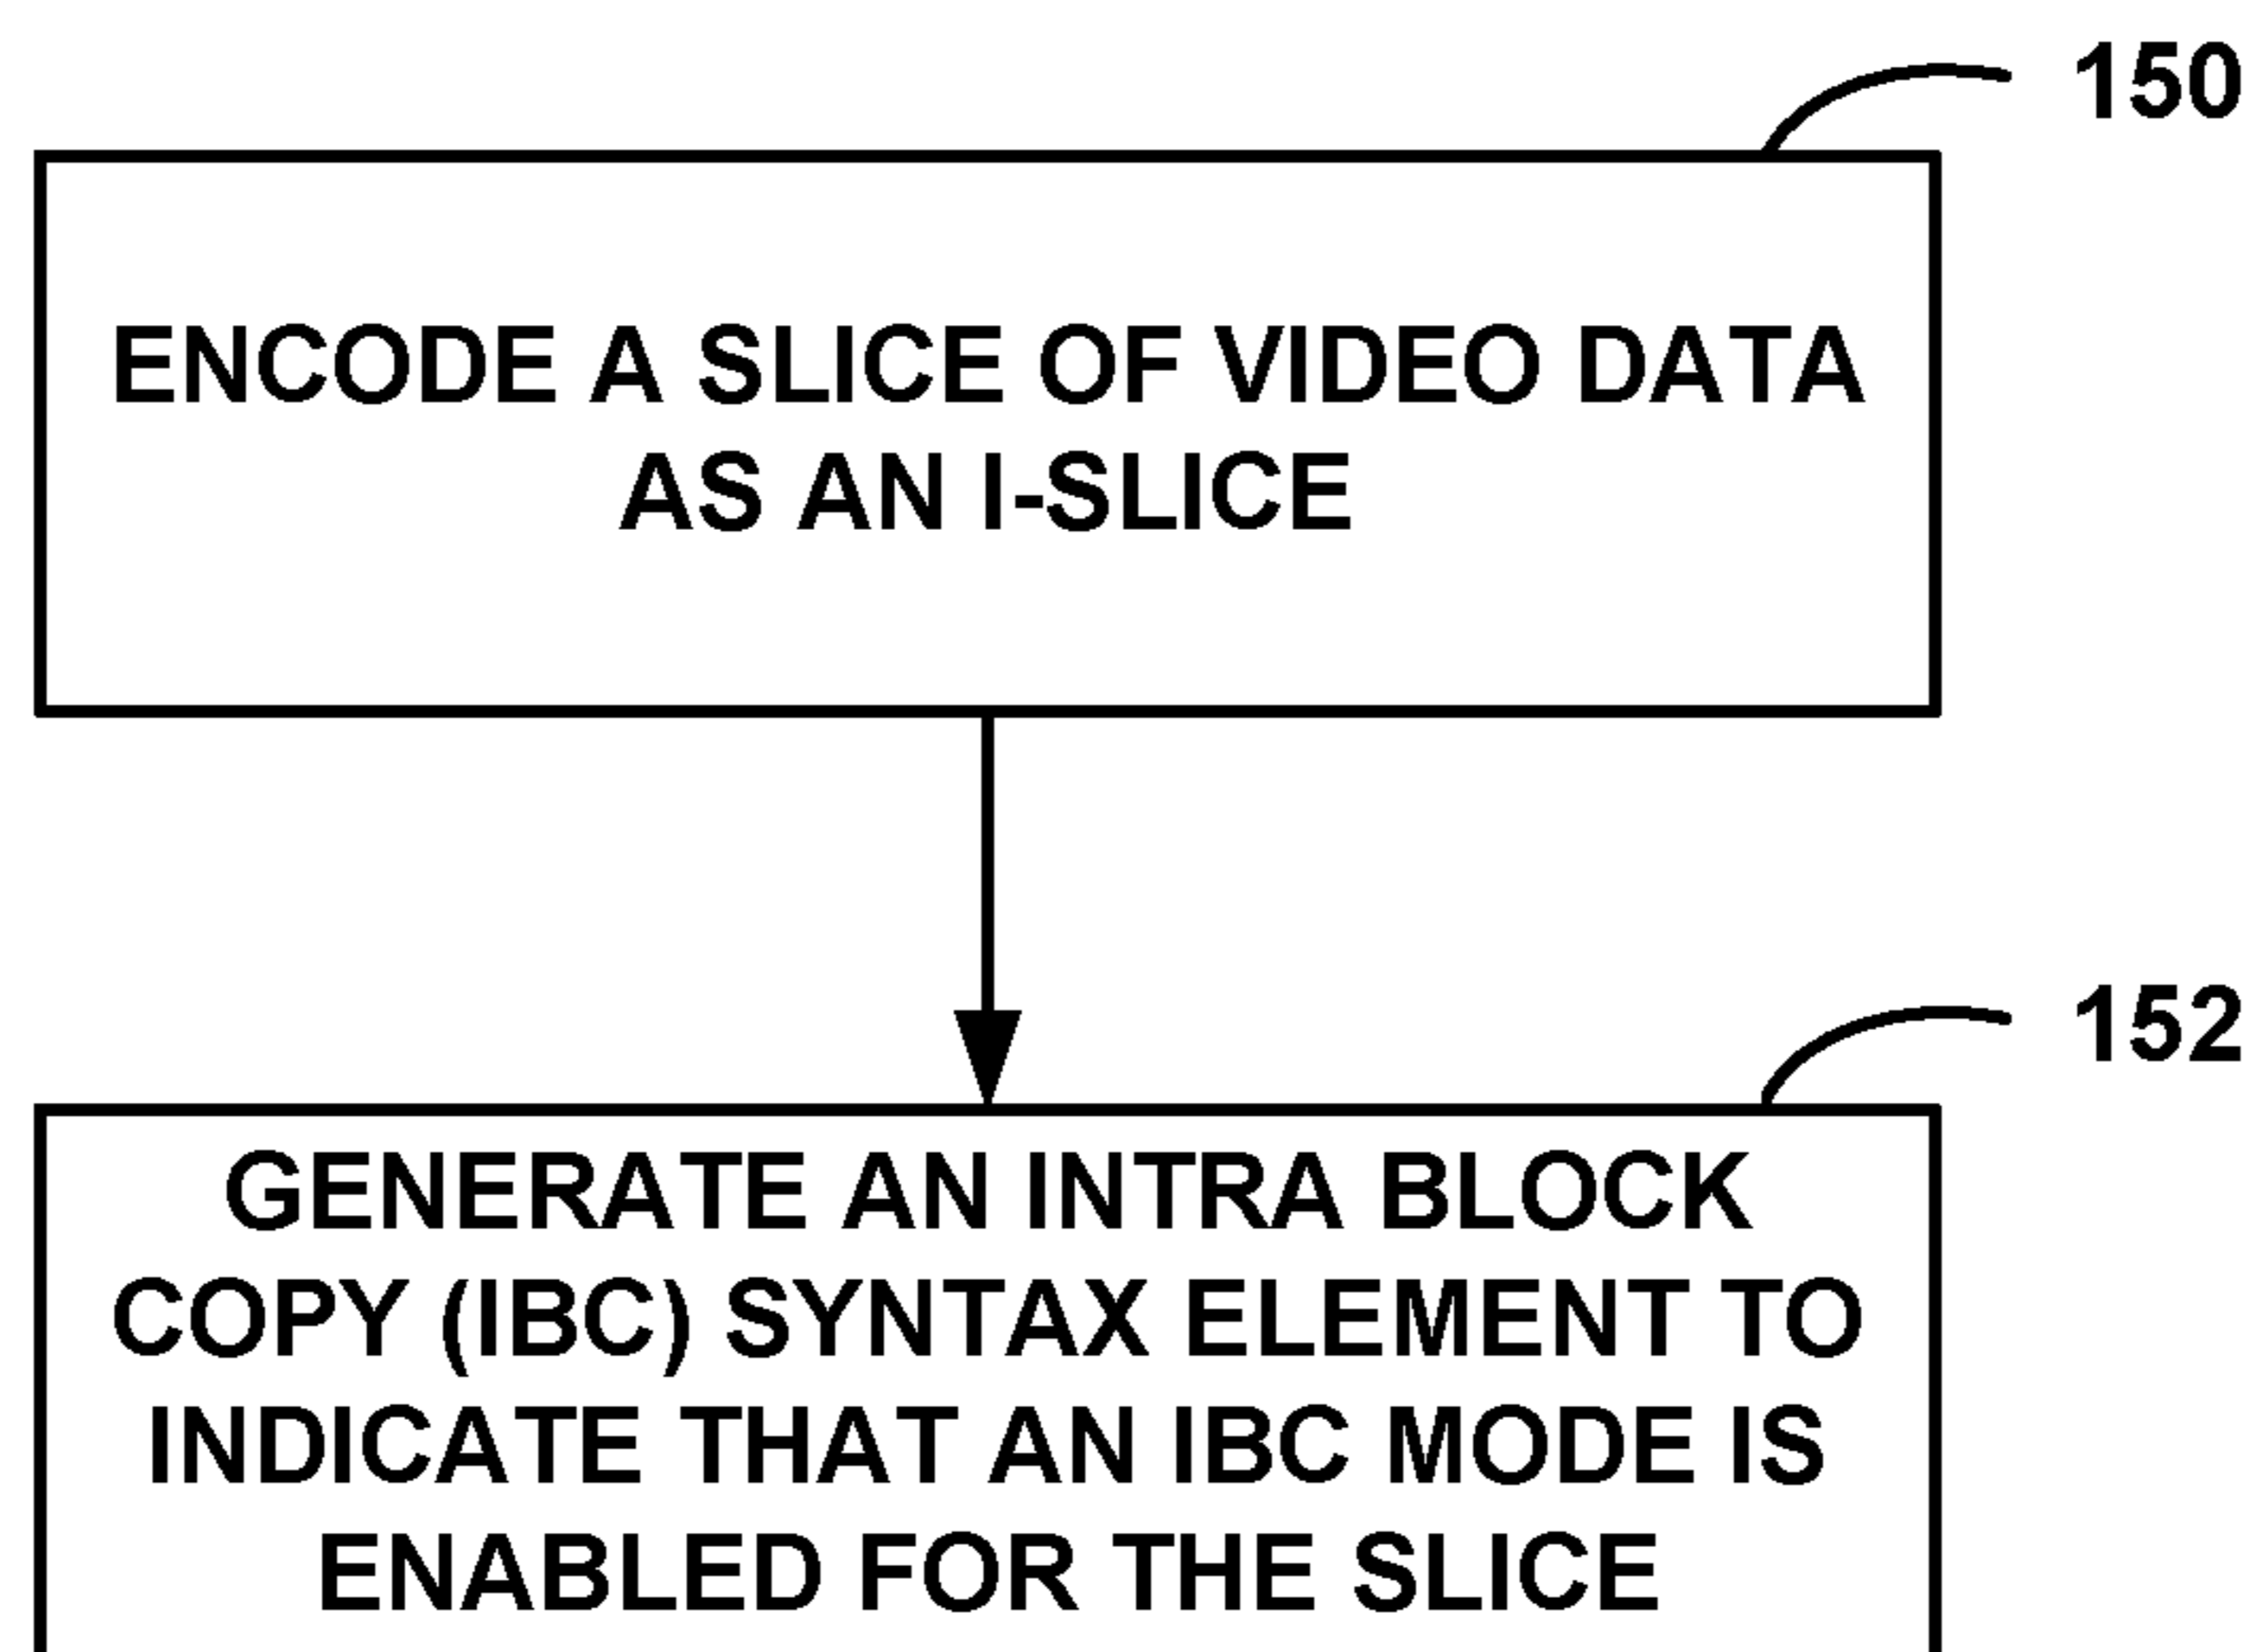 150
ENCODE A SLICE OF VIDEO DATA
AS AN I-SLICE
152
GENERATE AN INTRA BLOCK
COPY (IBC) SYNTAX ELEMENT TO
INDICATE THAT AN IBC MODE IS
ENABLED FOR THE SLICE